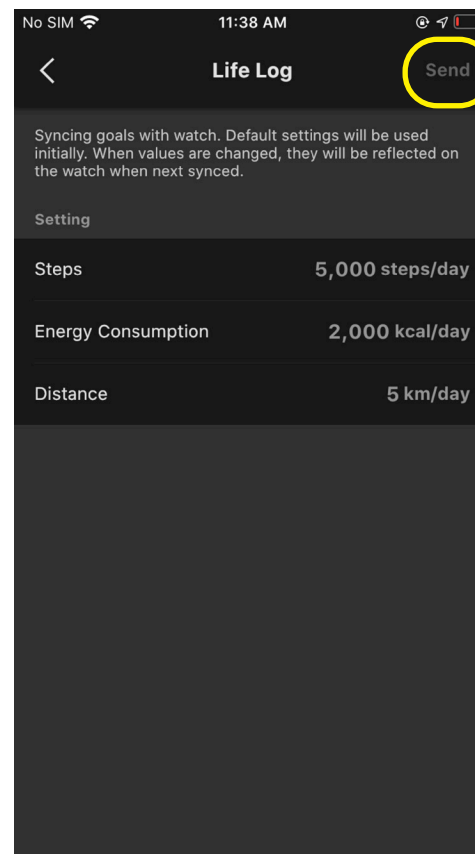 No SIM 11:38 AM
Life Log Send
Syncing goals with watch. Default settings will be used
initially. When values are changed, they will be reflected on
the watch when next synced.
Setting
Steps 5,000 steps/day
Energy Consumption 2,000 kcal/day
Distance 5 km/day